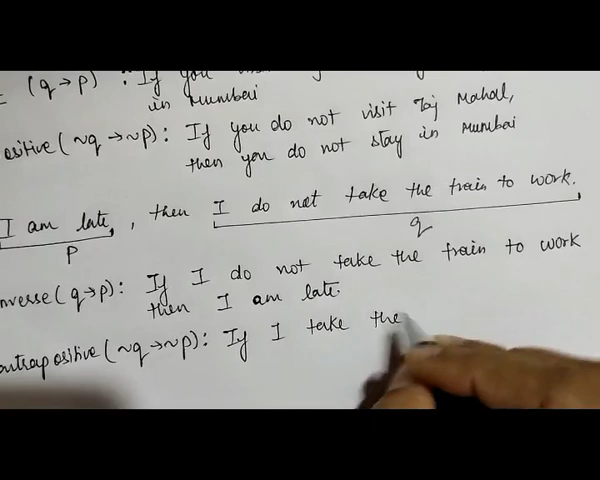 (q → p) : If you
in Mumbai
ositive (~q → ~p) : If you do not visit Taj Mahal,
then you do not stay in Mumbai
I am late, then I do not take the train to work.
p q
nverse (q → p) : If I do not take the train to work
then I am late.
ontrapositive (~q → ~p) : If I take the